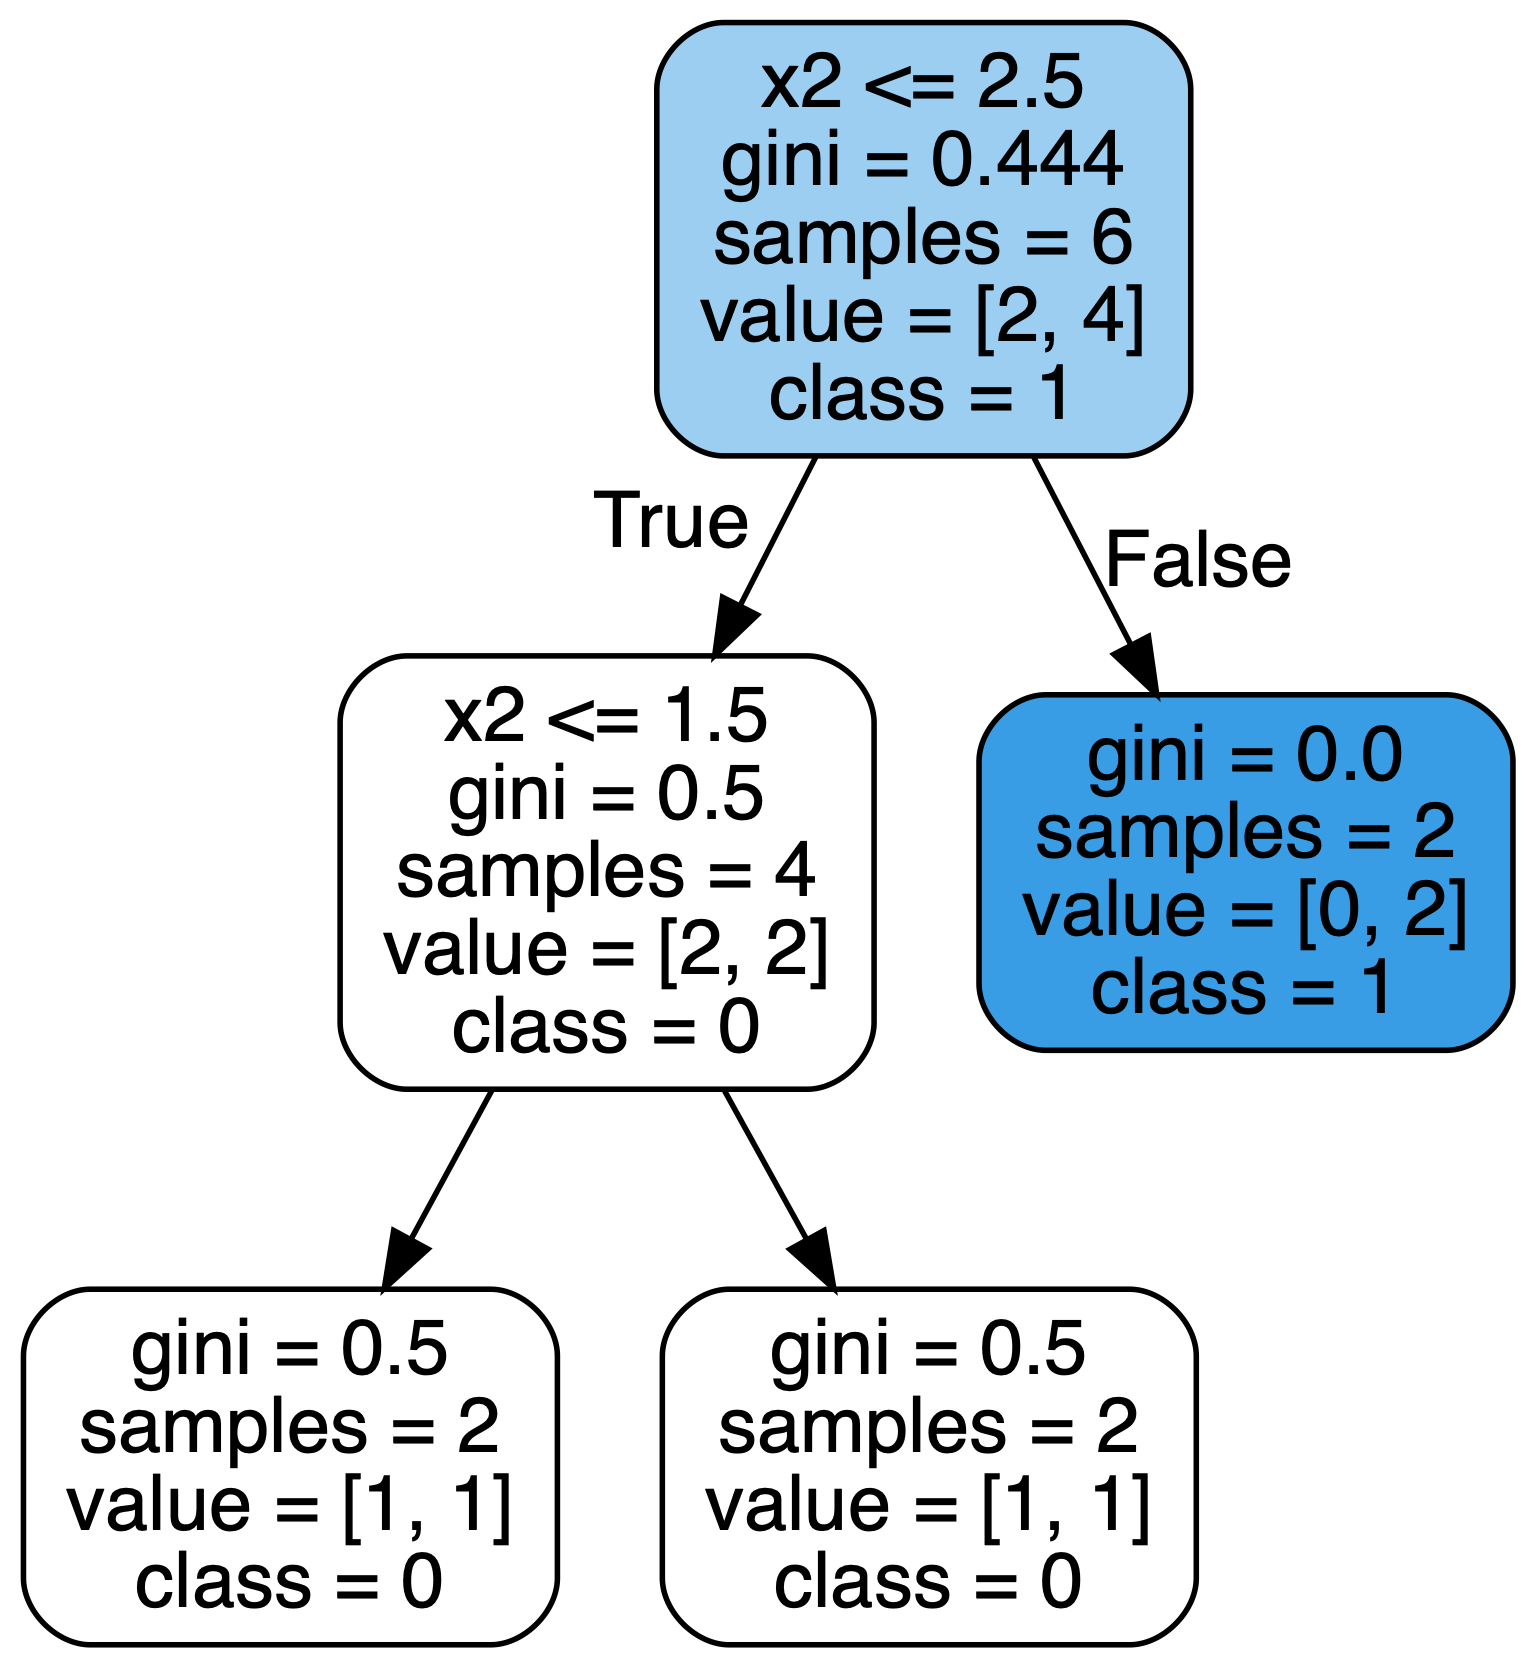 x2 <= 2.5
gini = 0.444
samples = 6
value = [2, 4]
class = 1
True
False
x2 <= 1.5
gini = 0.5
samples = 4
value = [2, 2]
class = 0
gini = 0.0
samples = 2
value = [0, 2]
class = 1
gini = 0.5
samples = 2
value = [1, 1]
class = 0
gini = 0.5
samples = 2
value = [1, 1]
class = 0